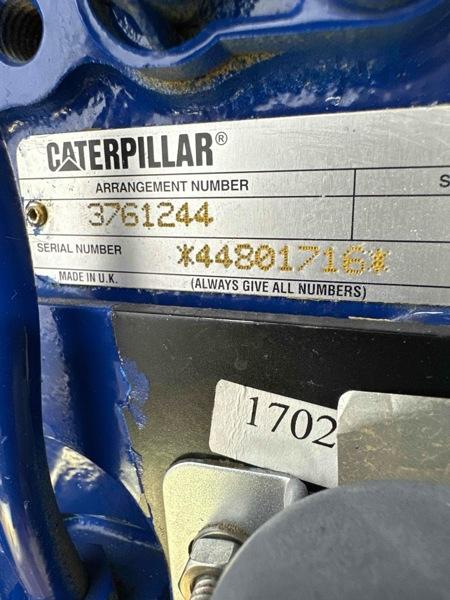 CATERPILLAR®
ARRANGEMENT NUMBER S
3761244
SERIAL NUMBER *44801716*
MADE IN U.K. (ALWAYS GIVE ALL NUMBERS)
1702